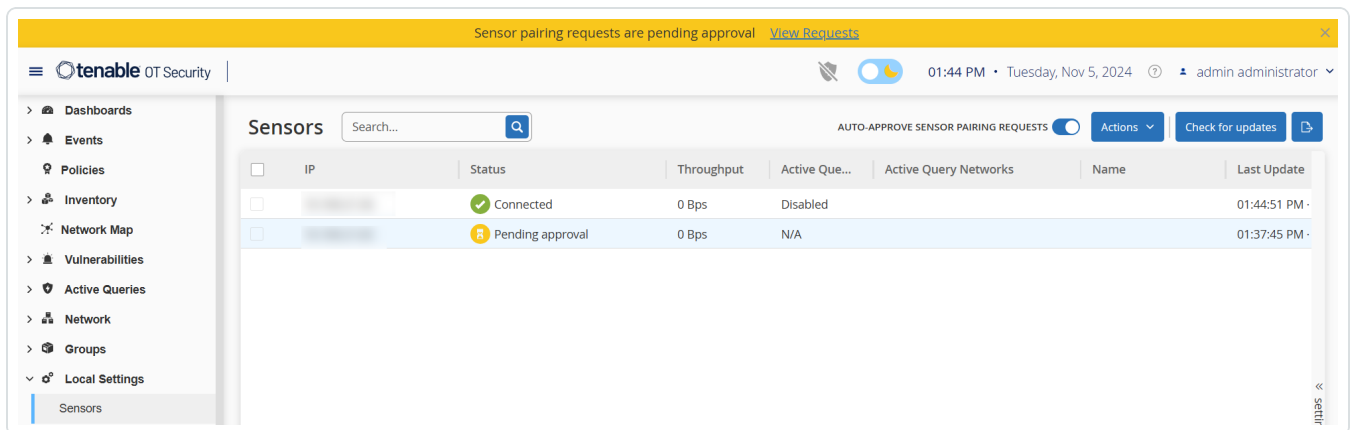 Sensor pairing requests are pending approval View Requests
tenable OT Security
01:44 PM • Tuesday, Nov 5, 2024 admin administrator
Dashboards
Events
Policies
Inventory
Network Map
Vulnerabilities
Active Queries
Network
Groups
Local Settings
Sensors
Sensors Search... AUTO-APPROVE SENSOR PAIRING REQUESTS Actions Check for updates
IP Status Throughput Active Que... Active Query Networks Name Last Update
Connected 0 Bps Disabled 01:44:51 PM ·
Pending approval 0 Bps N/A 01:37:45 PM ·
settin